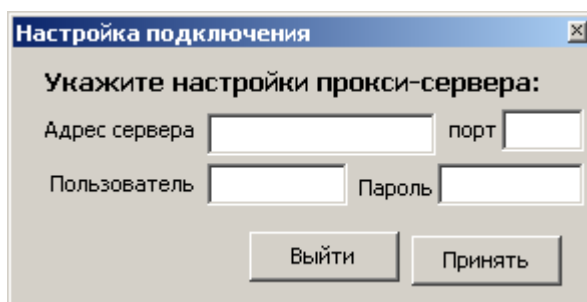 Настройка подключения
Укажите настройки прокси-сервера:
Адрес сервера порт
Пользователь Пароль
Выйти Принять